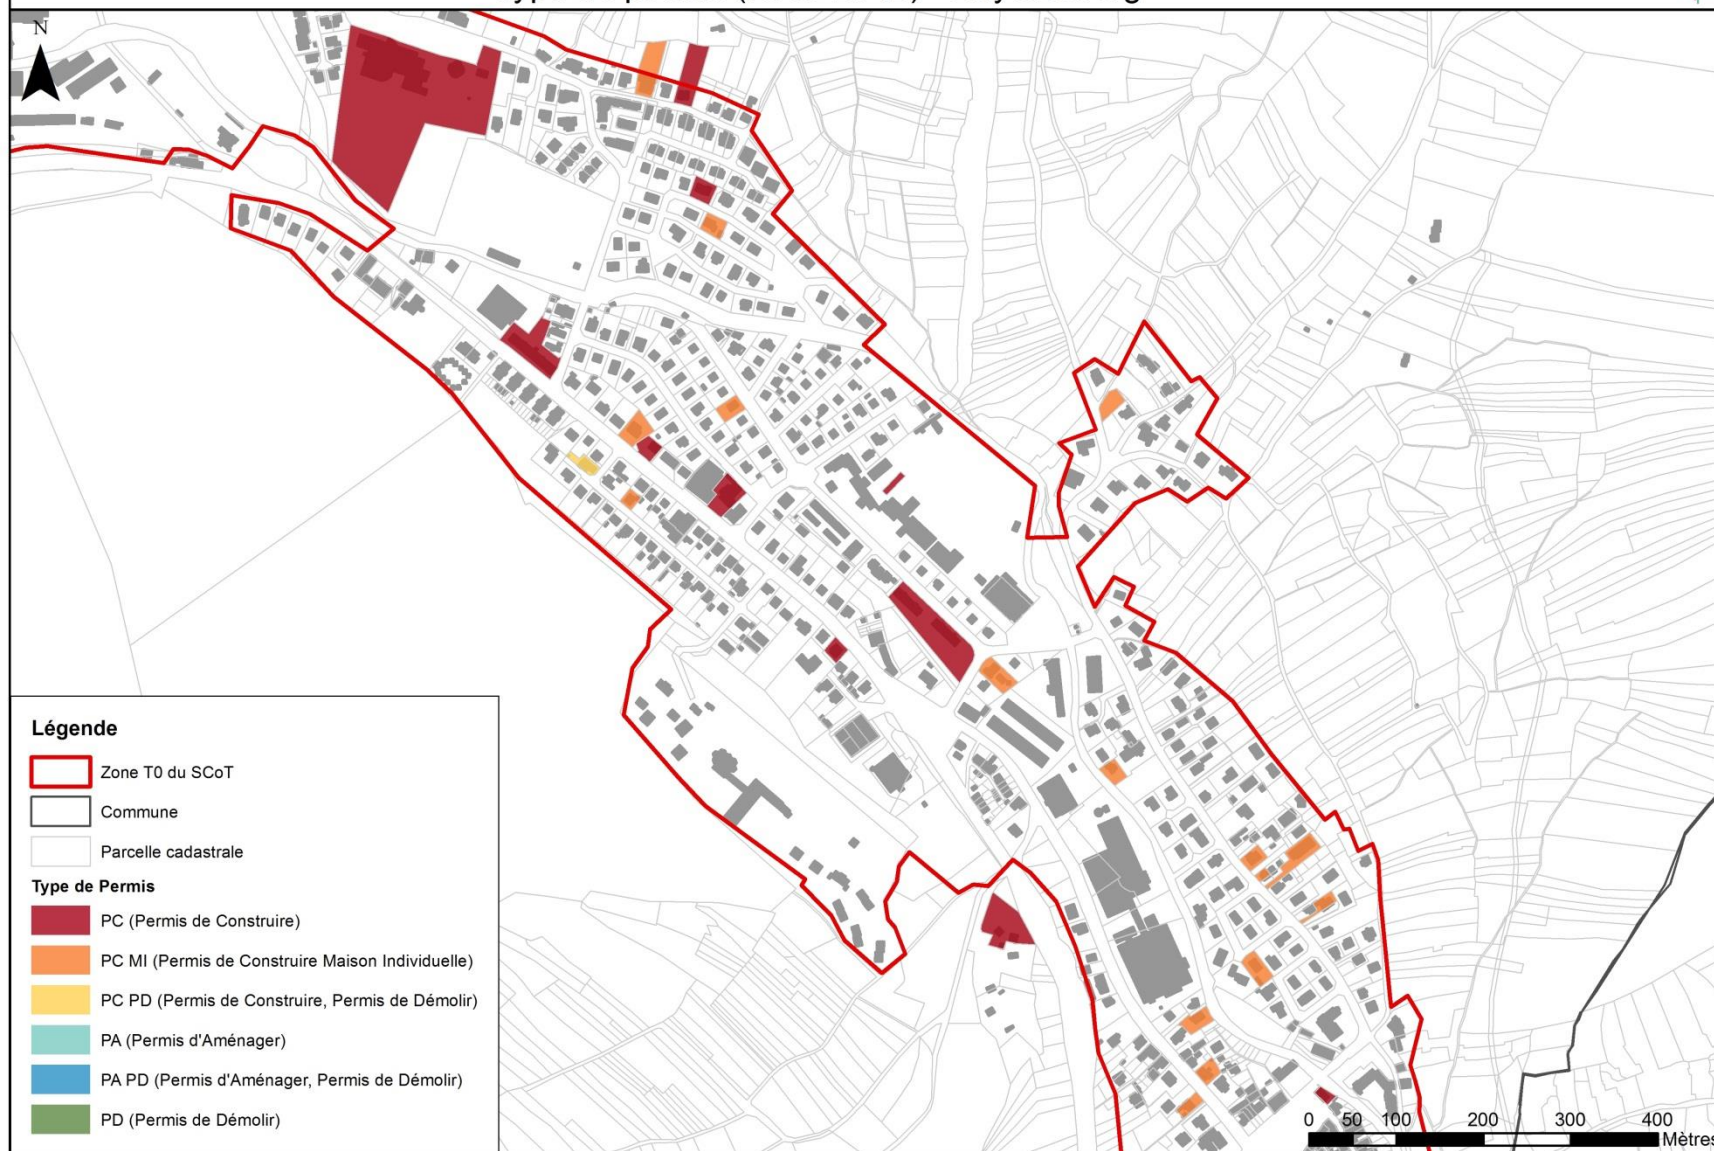 N
Légende
Zone T0 du SCoT
Commune
Parcelle cadastrale
Type de Permis
PC (Permis de Construire)
PC MI (Permis de Construire Maison Individuelle)
PC PD (Permis de Construire, Permis de Démolir)
PA (Permis d'Aménager)
PA PD (Permis d'Aménager, Permis de Démolir)
PD (Permis de Démolir)
0 50 100 200 300 400
Mètres